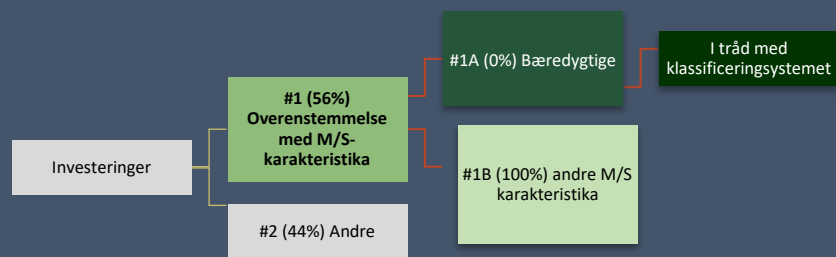 Investeringer
#1 (56%)
Overenstemmelse
med M/S-
karakteristika
#2 (44%) Andre
#1A (0%) Bæredygtige
#1B (100%) andre M/S
karakteristika
I tråd med
klassificeringsystemet